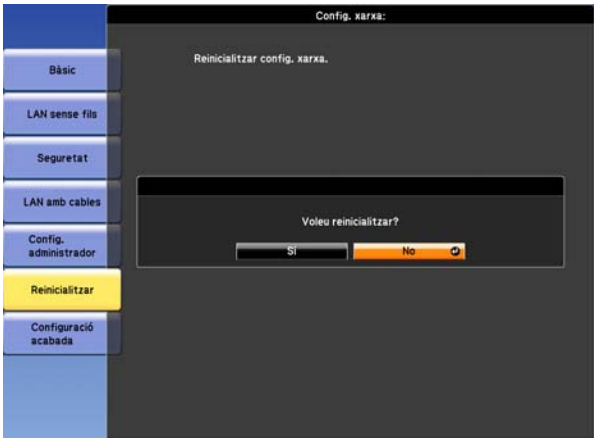 Config. xarxa:
Reinicialitzar config. xarxa.
Bàsic
LAN sense fils
Seguretat
LAN amb cables
Config.
administrador
Reinicialitzar
Configuració
acabada
Voleu reinicialitzar?
Sí No